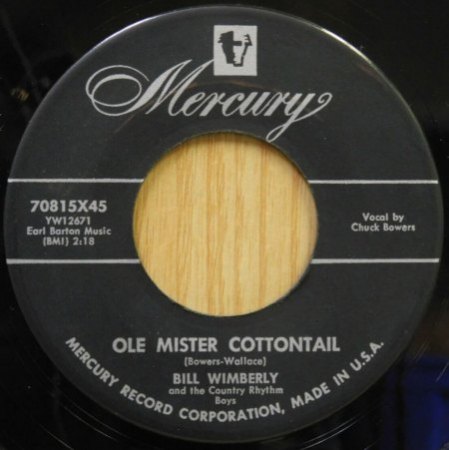 Mercury
70815X45
YW12671
Earl Barton Music
(BMI) 2:18
Vocal by
Chuck Bowers
OLE MISTER COTTONTAIL
(Bowers-Wallace)
BILL WIMBERLY
and the Country Rhythm
Boys
MERCURY RECORD CORPORATION, MADE IN U.S.A.